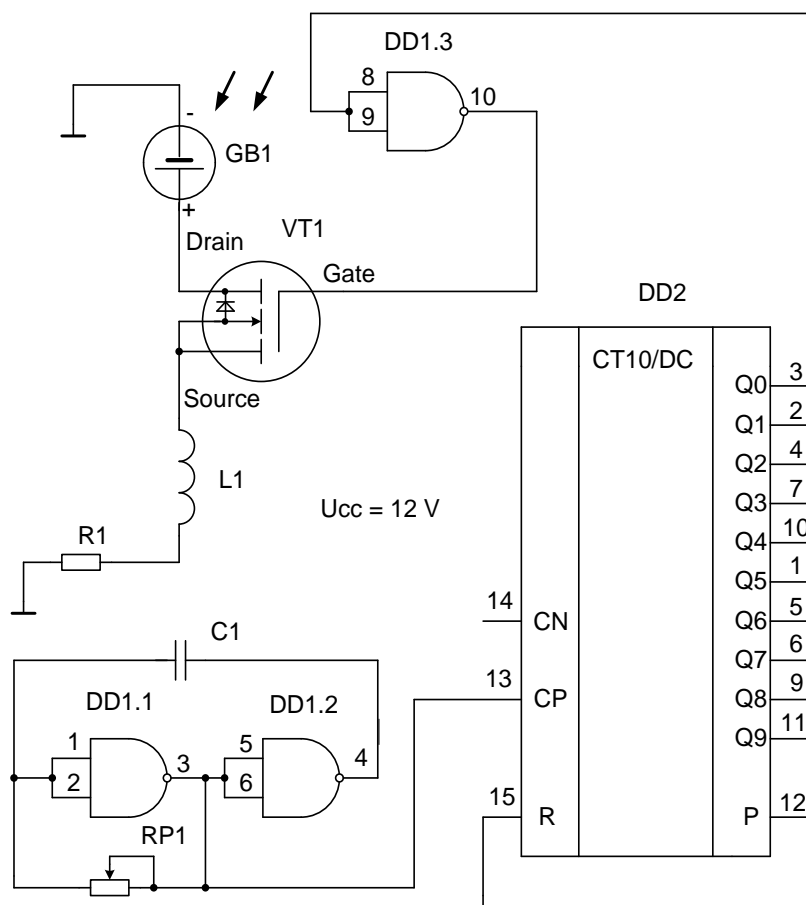 DD1.3
8
9
10
-
GB1
+
Drain
VT1
Gate
Source
L1
Ucc = 12 V
R1
DD2
CT10/DC
Q0 3
Q1 2
Q2 4
Q3 7
Q4 10
Q5 1
Q6 5
Q7 6
Q8 9
Q9 11
P 12
14 CN
13 CP
15 R
C1
DD1.1
1
2
3
DD1.2
5
6
4
RP1